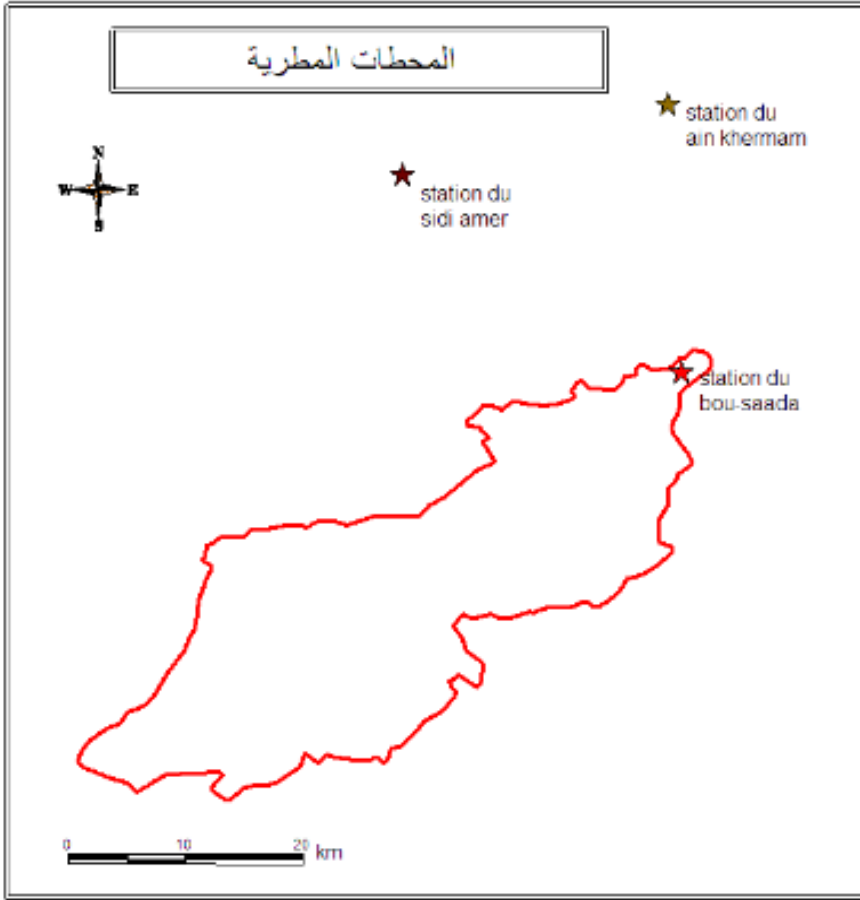 المحطات المطرية
station du
ain khermam
N
W E
S
station du
sidi amer
station du
bou-saada
0 10 20 km